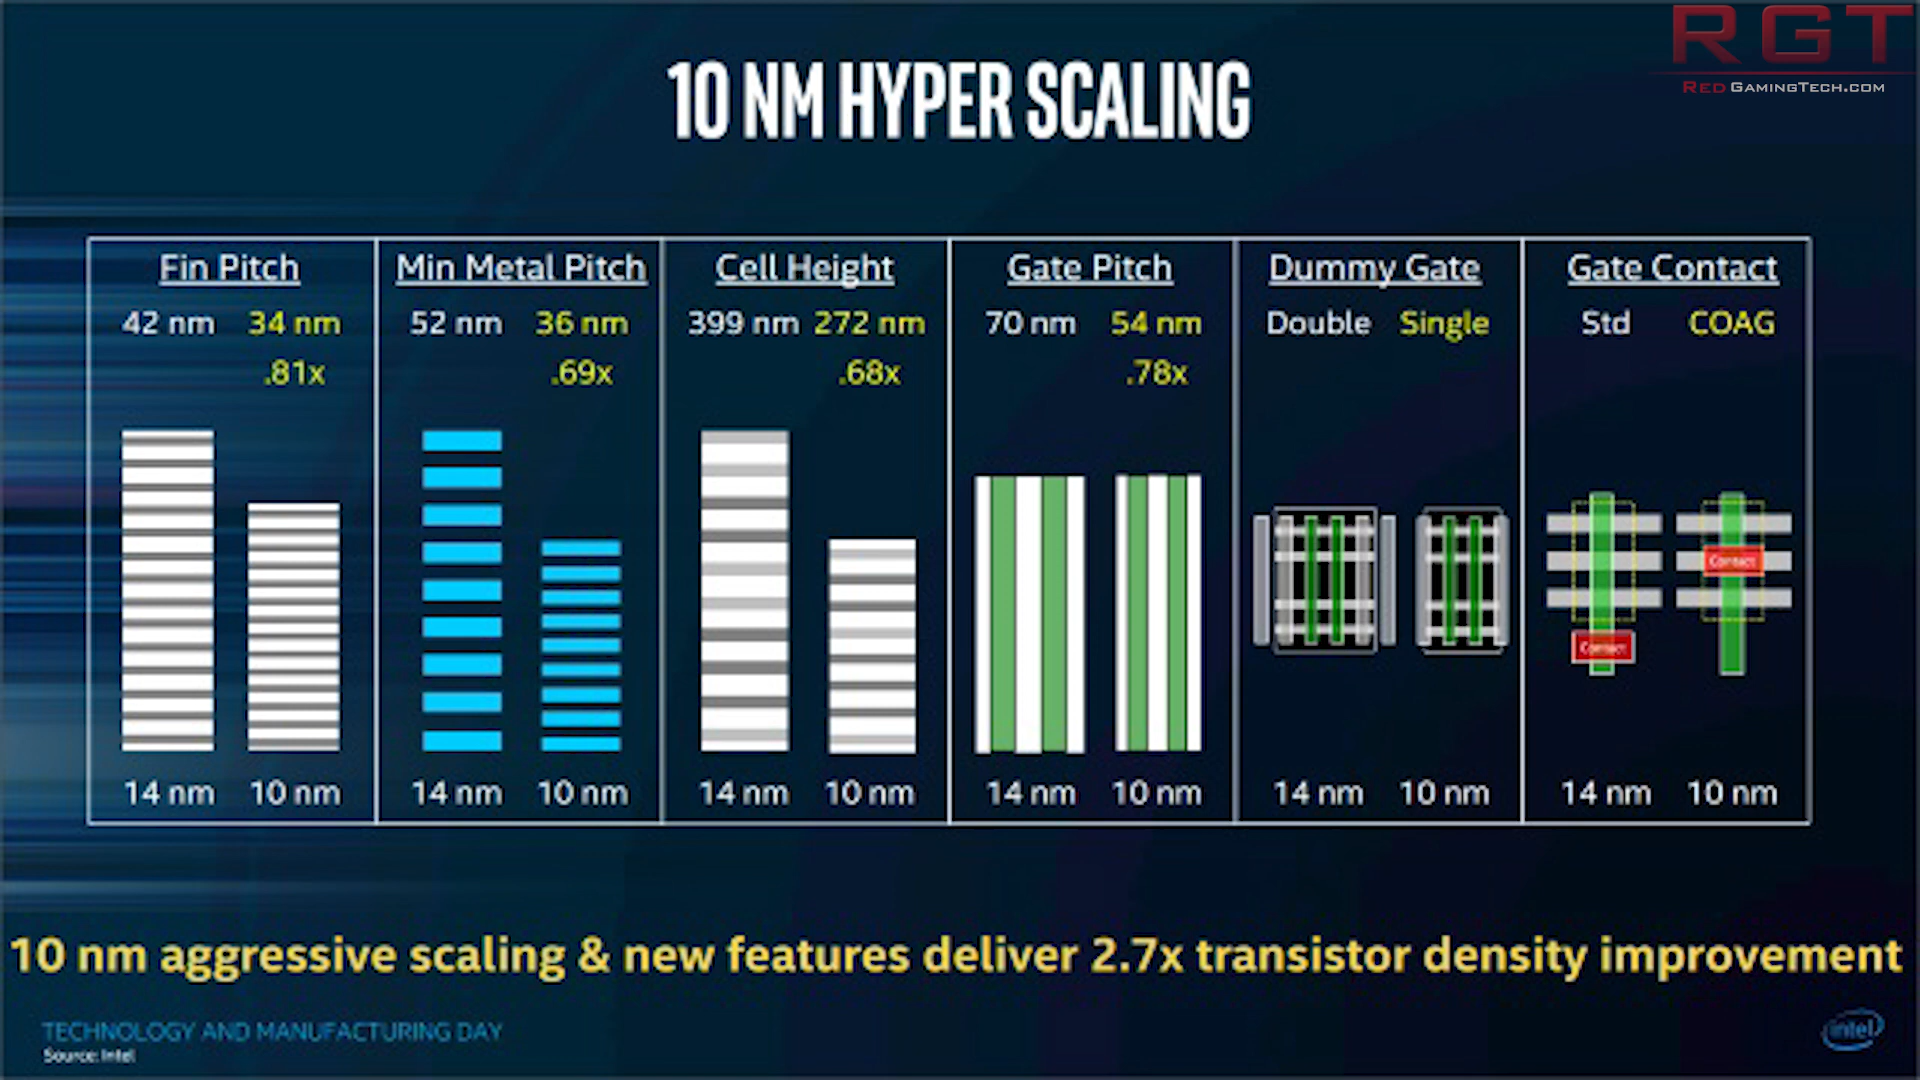 RGT
RedGamingTech.com
10 NM HYPER SCALING
Fin Pitch Min Metal Pitch Cell Height Gate Pitch Dummy Gate Gate Contact
42 nm 34 nm 52 nm 36 nm 399 nm 272 nm 70 nm 54 nm Double Single Std COAG
.81x .69x .68x .78x
Contact
Contact
14 nm 10 nm 14 nm 10 nm 14 nm 10 nm 14 nm 10 nm 14 nm 10 nm 14 nm 10 nm
10 nm aggressive scaling & new features deliver 2.7x transistor density improvement
TECHNOLOGY AND MANUFACTURING DAY
Source: Intel
intel